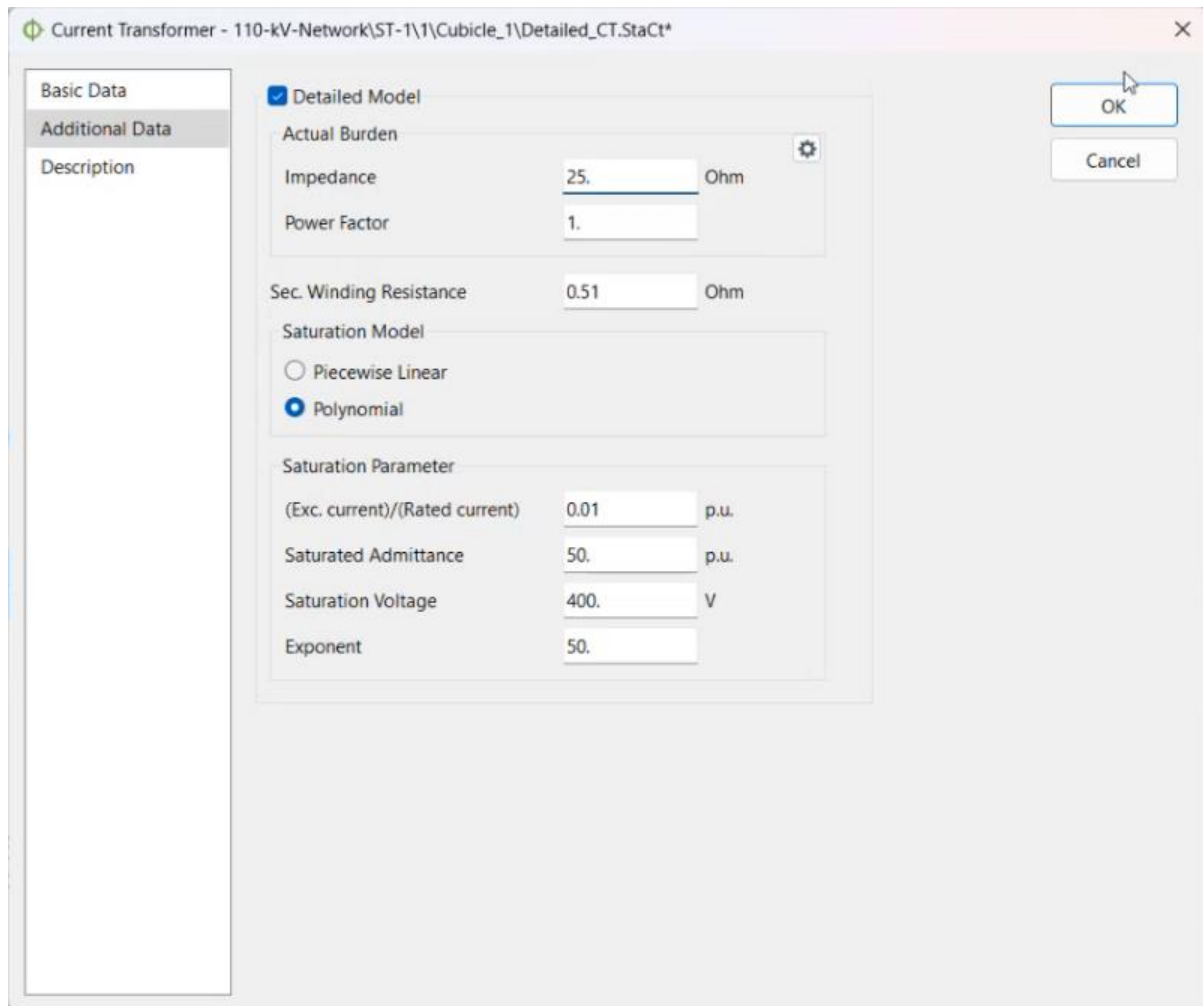 Current Transformer - 110-kV-Network\ST-1\1\Cubicle_1\Detailed_CT.StaCt*
Basic Data
Additional Data
Description
Detailed Model
Actual Burden
Impedance 25. Ohm
Power Factor 1.
Sec. Winding Resistance 0.51 Ohm
Saturation Model
Piecewise Linear
Polynomial
Saturation Parameter
(Exc. current)/(Rated current) 0.01 p.u.
Saturated Admittance 50. p.u.
Saturation Voltage 400. V
Exponent 50.
OK
Cancel